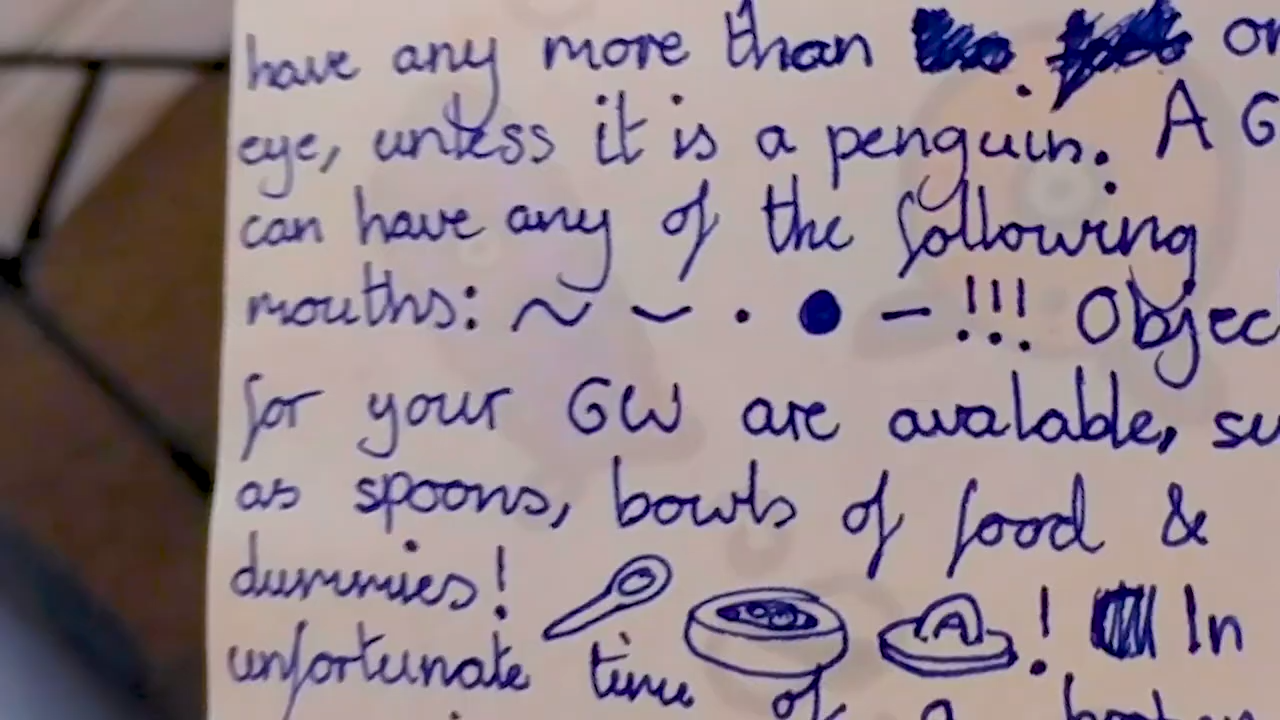 have any more than
eye, unless it is a penguin. A G
can have any of the following
mouths: ~ ⌣ · ● – !!! Objec
for your GW are avalable, su
as spoons, bowls of food &
dummies! ! In
unfortunate time of a